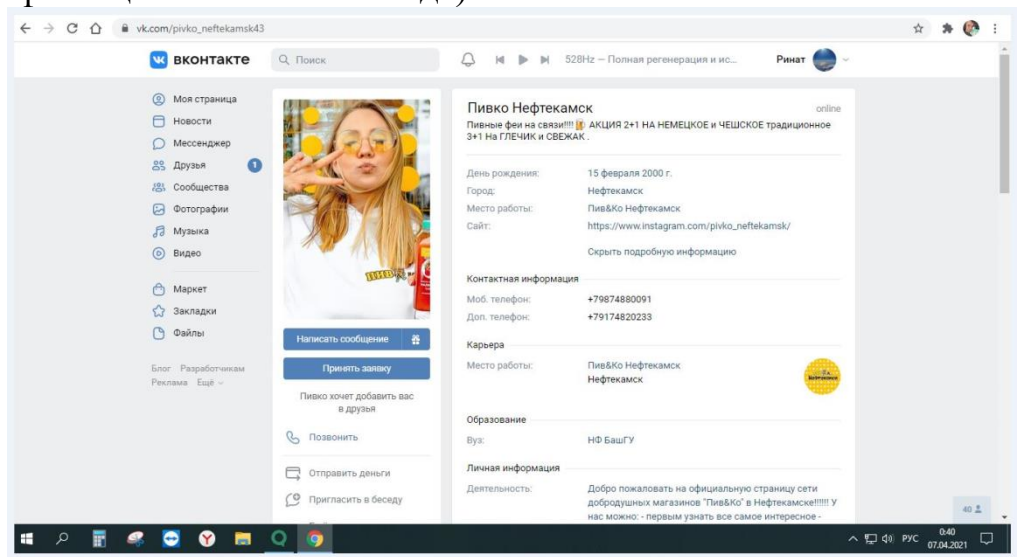 vk.com/pivko_neftekamsk43
вконтакте
Поиск
528Hz — Полная регенерация и ис...
Ринат
Моя страница
Новости
Мессенджер
Друзья
1
Сообщества
Фотографии
Музыка
Видео
Маркет
Закладки
Файлы
Блог Разработчикам
Реклама Ещё
Написать сообщение
Принять заявку
Пивко хочет добавить вас
в друзья
Позвонить
Отправить деньги
Пригласить в беседу
Пивко Нефтекамск
online
Пивные феи на связи!!!! АКЦИЯ 2+1 НА НЕМЕЦКОЕ и ЧЕШСКОЕ традиционное
3+1 На ГЛЕЧИК и СВЕЖАК .
День рождения: 15 февраля 2000 г.
Город: Нефтекамск
Место работы: Пив&Ко Нефтекамск
Сайт: https://www.instagram.com/pivko_neftekamsk/
Скрыть подробную информацию
Контактная информация
Моб. телефон: +79874880091
Доп. телефон: +79174820233
Карьера
Место работы: Пив&Ко Нефтекамск
Нефтекамск
Образование
Вуз: НФ БашГУ
Личная информация
Деятельность: Добро пожаловать на официальную страницу сети
добродушных магазинов "Пив&Ко" в Нефтекамске!!!!!! У
нас можно: - первым узнать все самое интересное -
40
РУС
0:40
07.04.2021